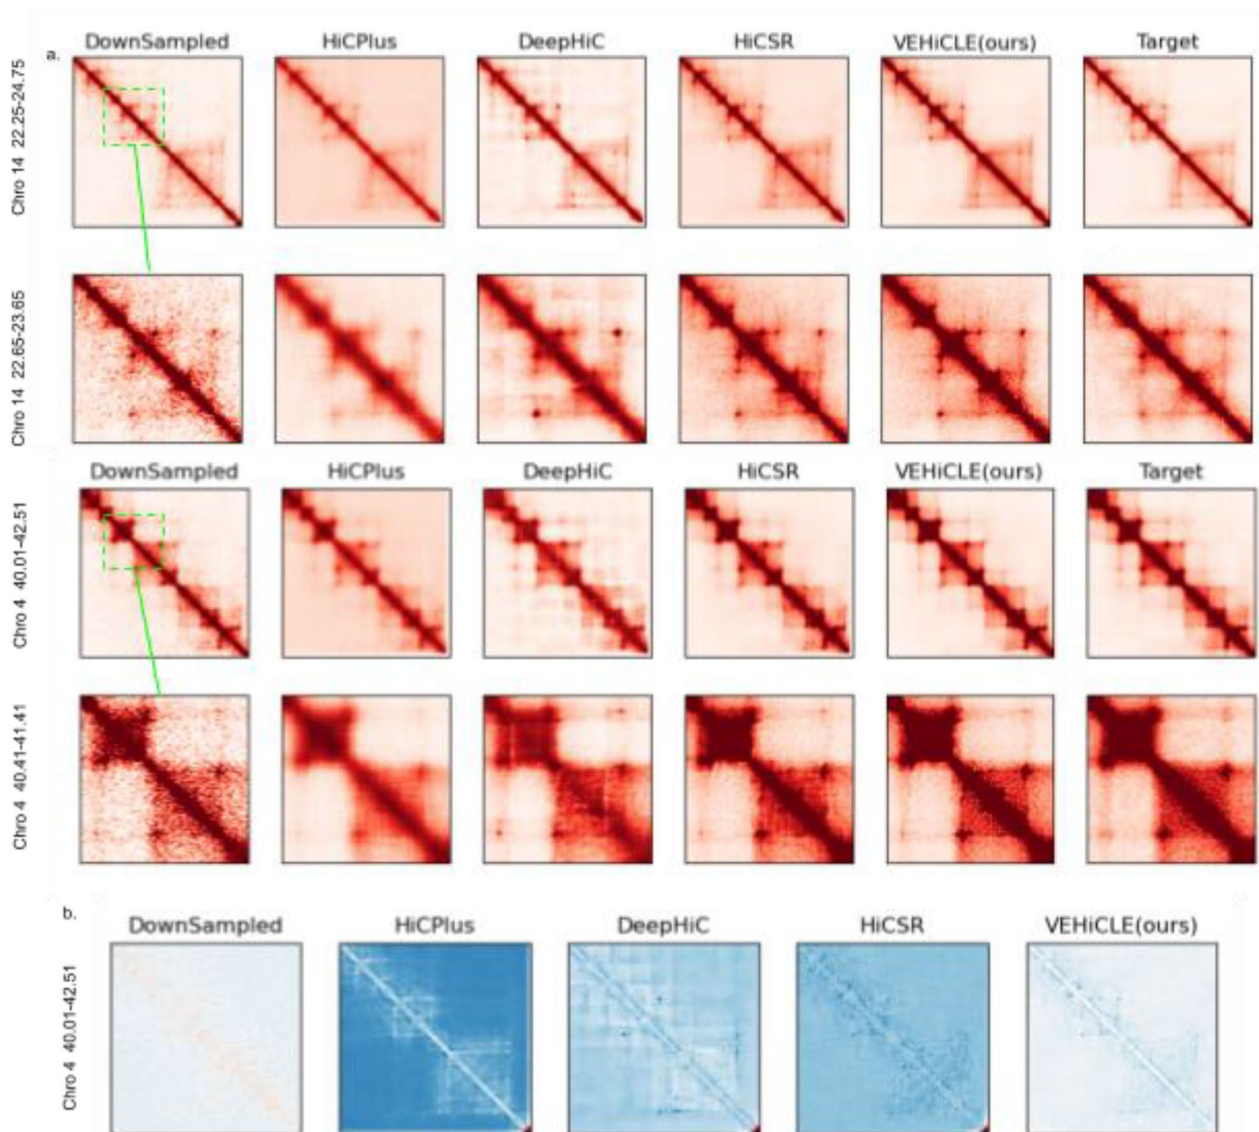 a.
DownSampled HiCPlus DeepHiC HiCSR VEHiCLE(ours) Target
Chro 14 22.25-24.75
Chro 14 22.65-23.65
DownSampled HiCPlus DeepHiC HiCSR VEHiCLE(ours) Target
Chro 4 40.01-42.51
Chro 4 40.41-41.41
b.
DownSampled HiCPlus DeepHiC HiCSR VEHiCLE(ours)
Chro 4 40.01-42.51